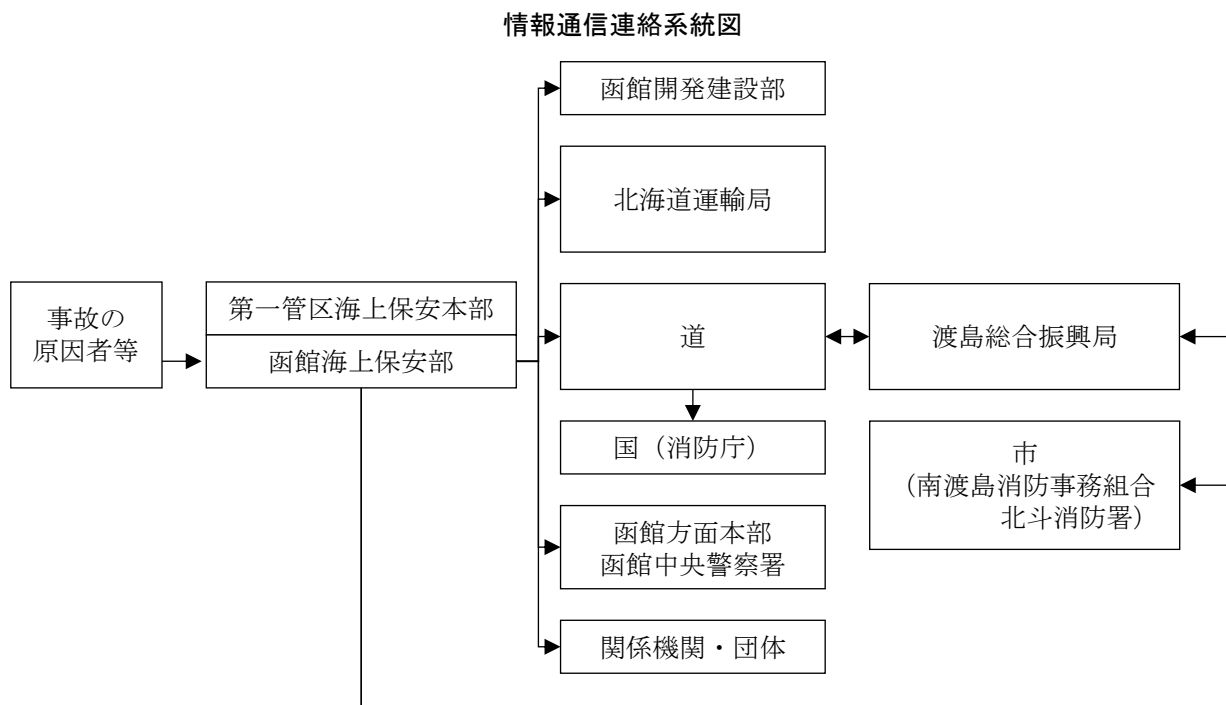 情報通信連絡系統図
函館開発建設部
北海道運輸局
事故の
原因者等
第一管区海上保安本部
函館海上保安部
道
渡島総合振興局
国（消防庁）
市
（南渡島消防事務組合
北斗消防署）
函館方面本部
函館中央警察署
関係機関・団体